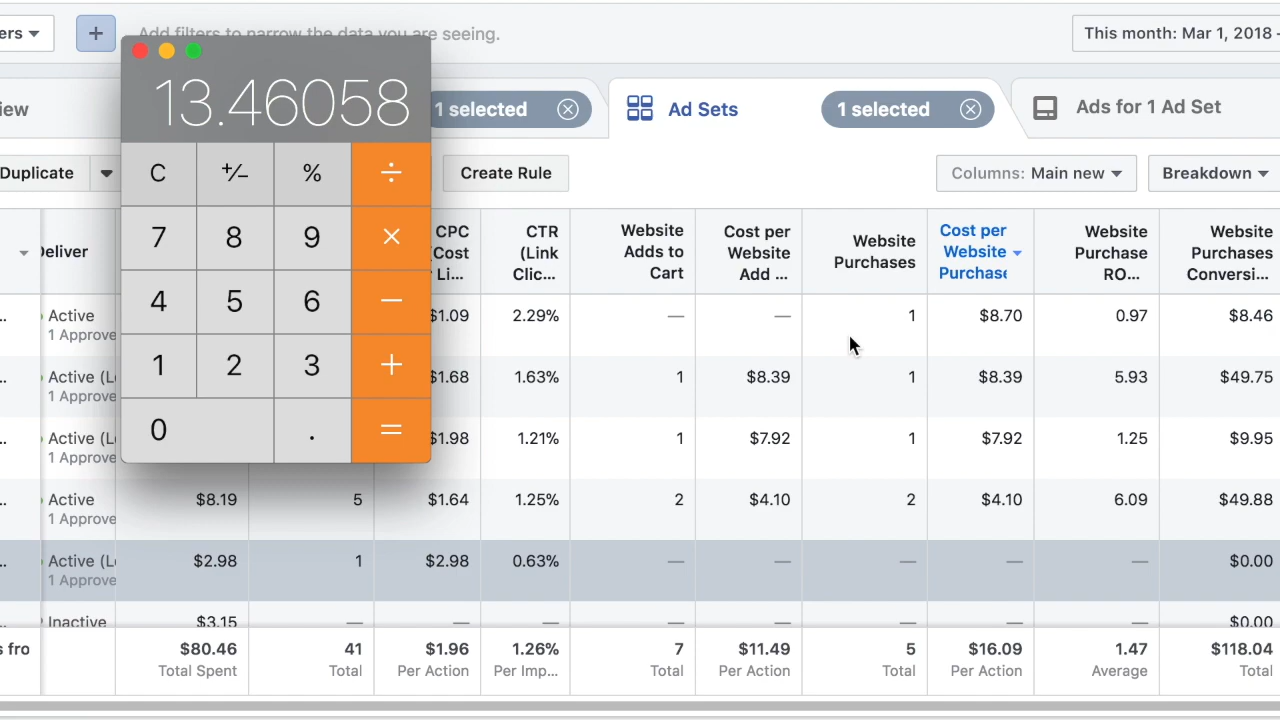 ers
+
Add filters to narrow the data you are seeing.
This month: Mar 1, 2018 -
iew
1 selected
Ad Sets
1 selected
Ads for 1 Ad Set
Duplicate
Create Rule
Columns: Main new
Breakdown
13.46058
C +⁄− % ÷
7 8 9 ×
4 5 6 −
1 2 3 +
0 . =
Deliver
CPC
(Cost
r Li...
CTR
(Link
Clic...
Website
Adds to
Cart
Cost per
Website
Add ...
Website
Purchases
Cost per
Website
Purchase
Website
Purchase
RO...
Website
Purchases
Conversi...
... Active $1.09 2.29% — — 1 $8.70 0.97 $8.46
1 Approve
... Active (Le $1.68 1.63% 1 $8.39 1 $8.39 5.93 $49.75
1 Approve
... Active (Le $1.98 1.21% 1 $7.92 1 $7.92 1.25 $9.95
1 Approve
... Active $8.19 5 $1.64 1.25% 2 $4.10 2 $4.10 6.09 $49.88
1 Approve
... Active (Le $2.98 1 $2.98 0.63% — — — — — $0.00
1 Approve
Inactive $3.15 — — — — — — — — $0.00
s fro $80.46 41 $1.96 1.26% 7 $11.49 5 $16.09 1.47 $118.04
Total Spent Total Per Action Per Imp... Total Per Action Total Per Action Average Total